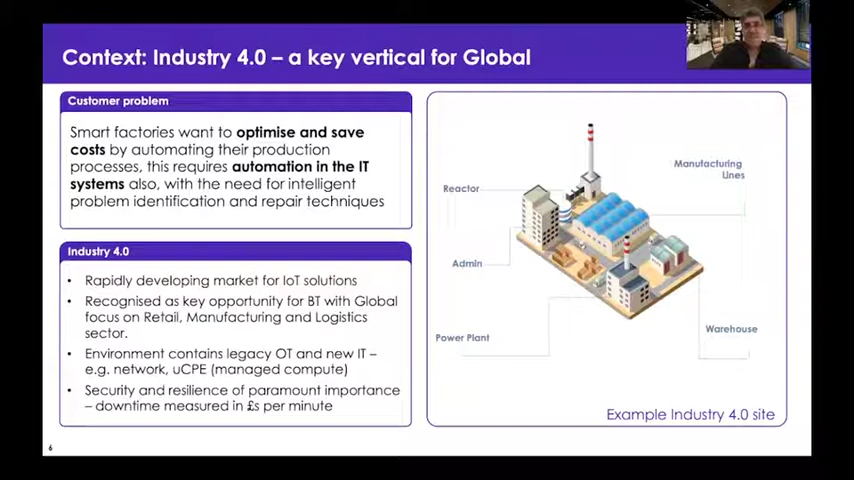 Context: Industry 4.0 – a key vertical for Global
Customer problem
Smart factories want to optimise and save
costs by automating their production
processes, this requires automation in the IT
systems also, with the need for intelligent
problem identification and repair techniques
Industry 4.0
• Rapidly developing market for IoT solutions
• Recognised as key opportunity for BT with Global
focus on Retail, Manufacturing and Logistics
sector.
• Environment contains legacy OT and new IT –
e.g. network, uCPE (managed compute)
• Security and resilience of paramount importance
– downtime measured in £s per minute
Manufacturing
Lines
Reactor
Admin
Power Plant
Warehouse
Example Industry 4.0 site
6